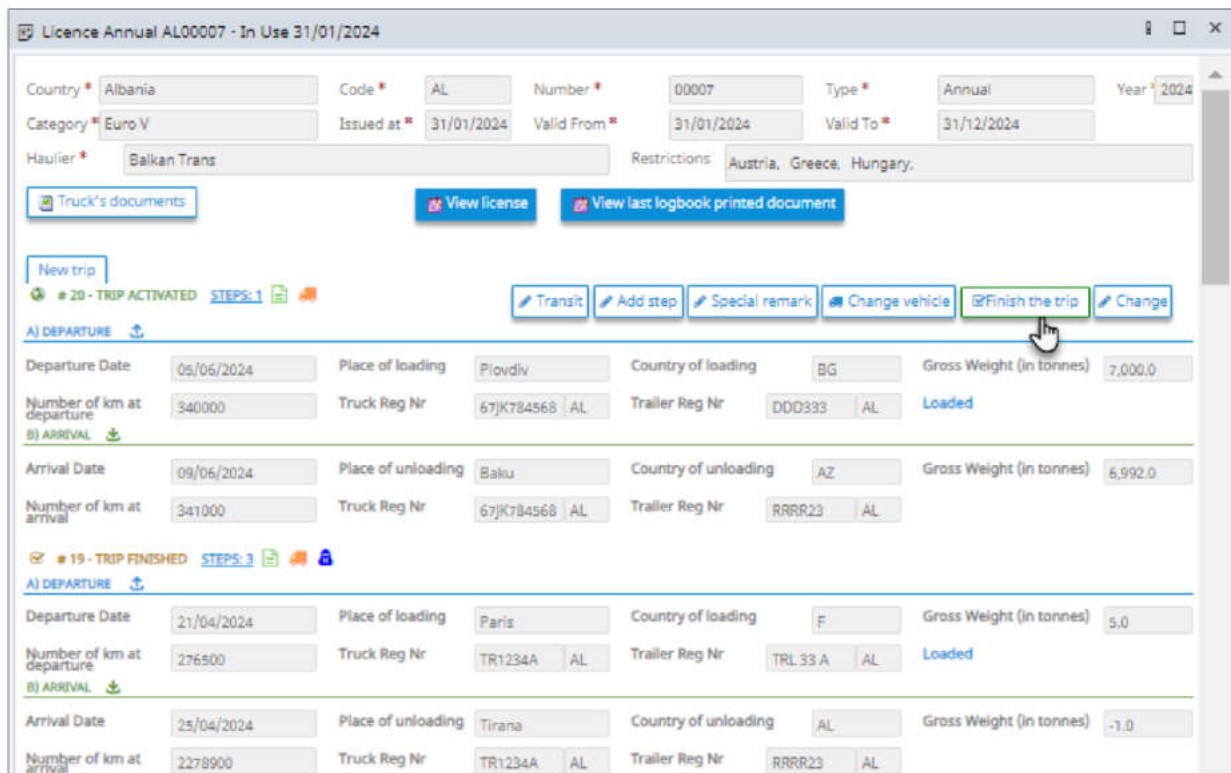 Licence Annual AL00007 - In Use 31/01/2024
Country * Albania Code * AL Number * 00007 Type * Annual Year * 2024
Category * Euro V Issued at * 31/01/2024 Valid From * 31/01/2024 Valid To * 31/12/2024
Haulier * Balkan Trans Restrictions Austria, Greece, Hungary,
Truck's documents View license View last logbook printed document
New trip
# 20 - TRIP ACTIVATED STEPS: 1 Transit Add step Special remark Change vehicle Finish the trip Change
A) DEPARTURE
Departure Date 05/06/2024 Place of loading Plovdiv Country of loading BG Gross Weight (in tonnes) 7,000.0
Number of km at departure 340000 Truck Reg Nr 67JK784568 AL Trailer Reg Nr DDD333 AL Loaded
B) ARRIVAL
Arrival Date 09/06/2024 Place of unloading Baku Country of unloading AZ Gross Weight (in tonnes) 6,992.0
Number of km at arrival 341000 Truck Reg Nr 67JK784568 AL Trailer Reg Nr RRRR23 AL
# 19 - TRIP FINISHED STEPS: 3
A) DEPARTURE
Departure Date 21/04/2024 Place of loading Paris Country of loading F Gross Weight (in tonnes) 5.0
Number of km at departure 276500 Truck Reg Nr TR1234A AL Trailer Reg Nr TRL 33 A AL Loaded
B) ARRIVAL
Arrival Date 25/04/2024 Place of unloading Tirana Country of unloading AL Gross Weight (in tonnes) -1.0
Number of km at arrival 2278900 Truck Reg Nr TR1234A AL Trailer Reg Nr RRRR23 AL